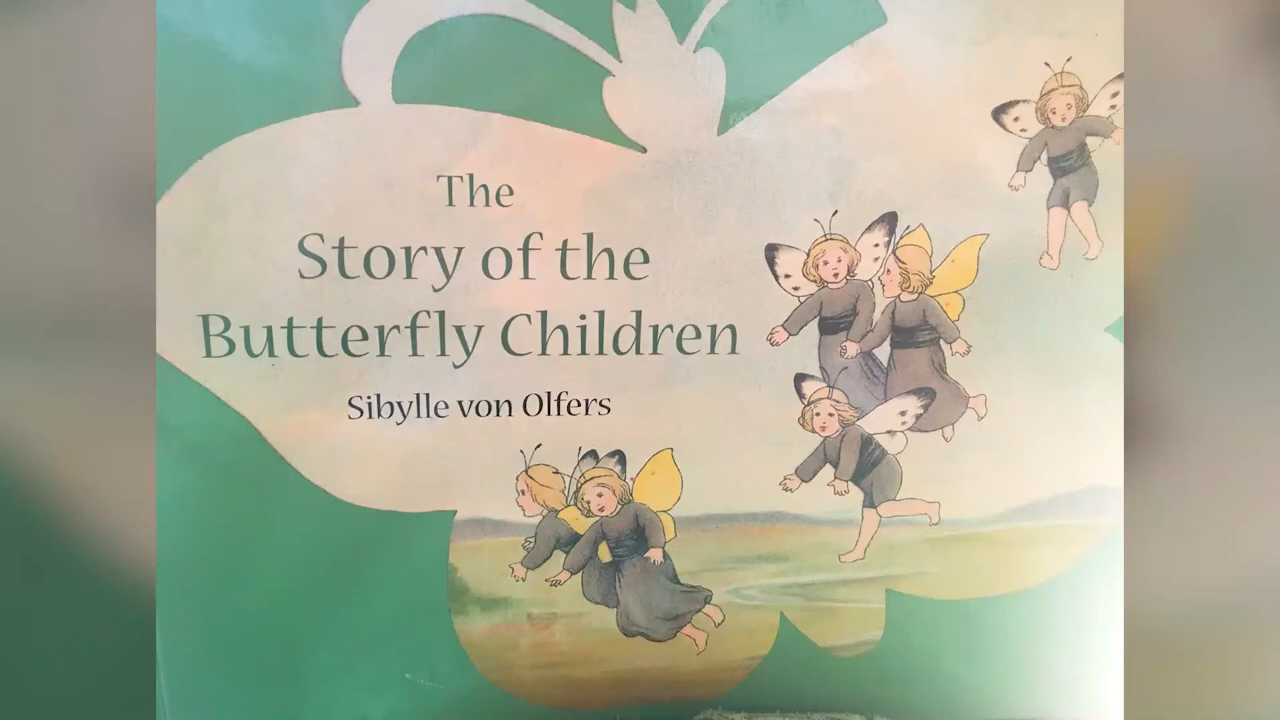 The
Story of the
Butterfly Children
Sibylle von Olfers